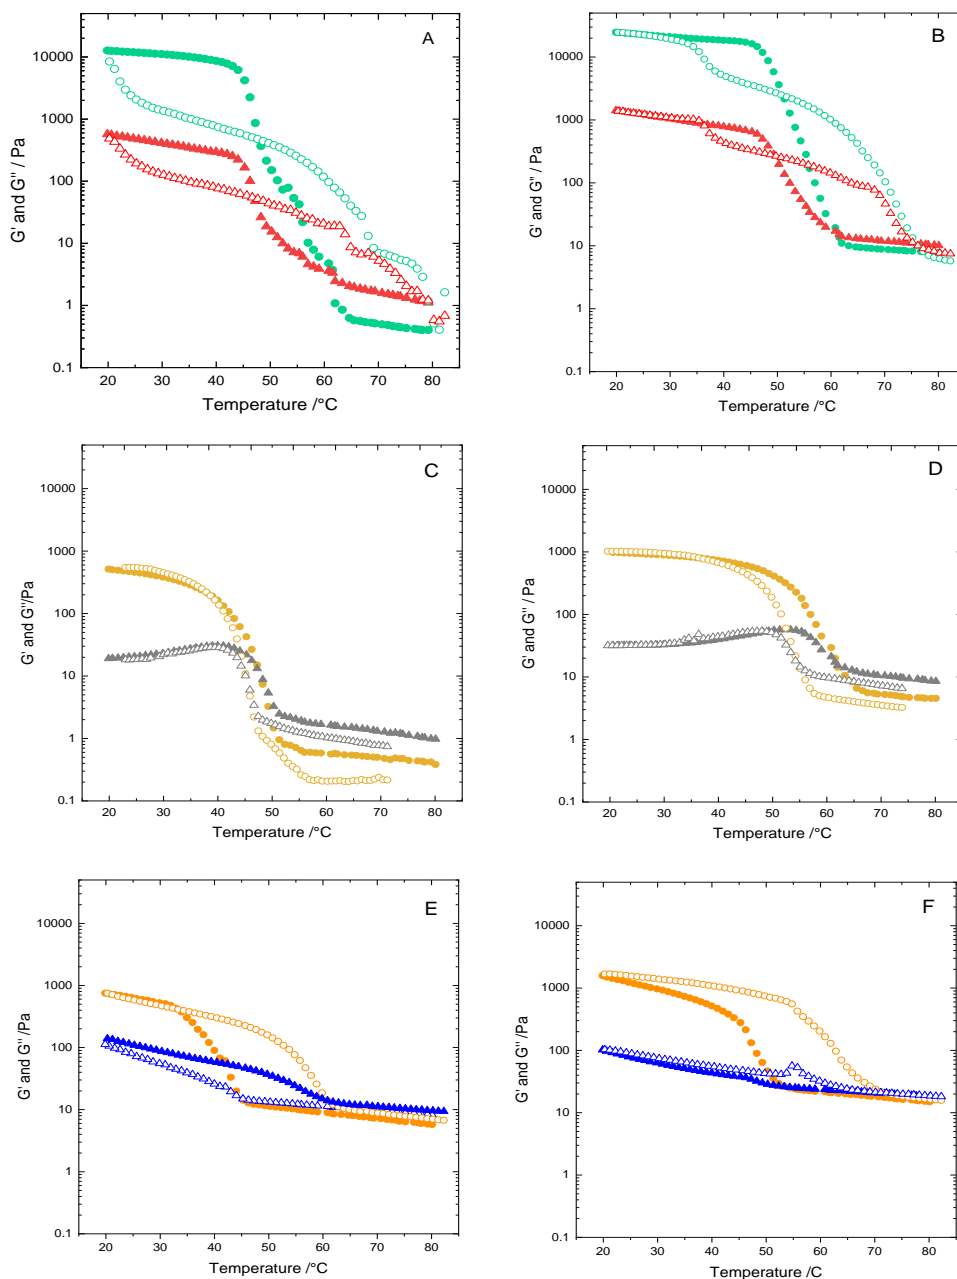 A
10000
1000
100
10
1
0.1
G' and G'' / Pa
20 30 40 50 60 70 80
Temperature /°C
B
10000
1000
100
10
1
0.1
G' and G'' / Pa
20 30 40 50 60 70 80
Temperature /°C
C
10000
1000
100
10
1
0.1
G' and G''/Pa
20 30 40 50 60 70 80
Temperature /°C
D
10000
1000
100
10
1
0.1
G' and G'' / Pa
20 30 40 50 60 70 80
Temperature /°C
E
10000
1000
100
10
1
0.1
G' and G'' /Pa
20 30 40 50 60 70 80
Temperature /°C
F
10000
1000
100
10
1
0.1
G' and G'' /Pa
20 30 40 50 60 70 80
Temperature /C